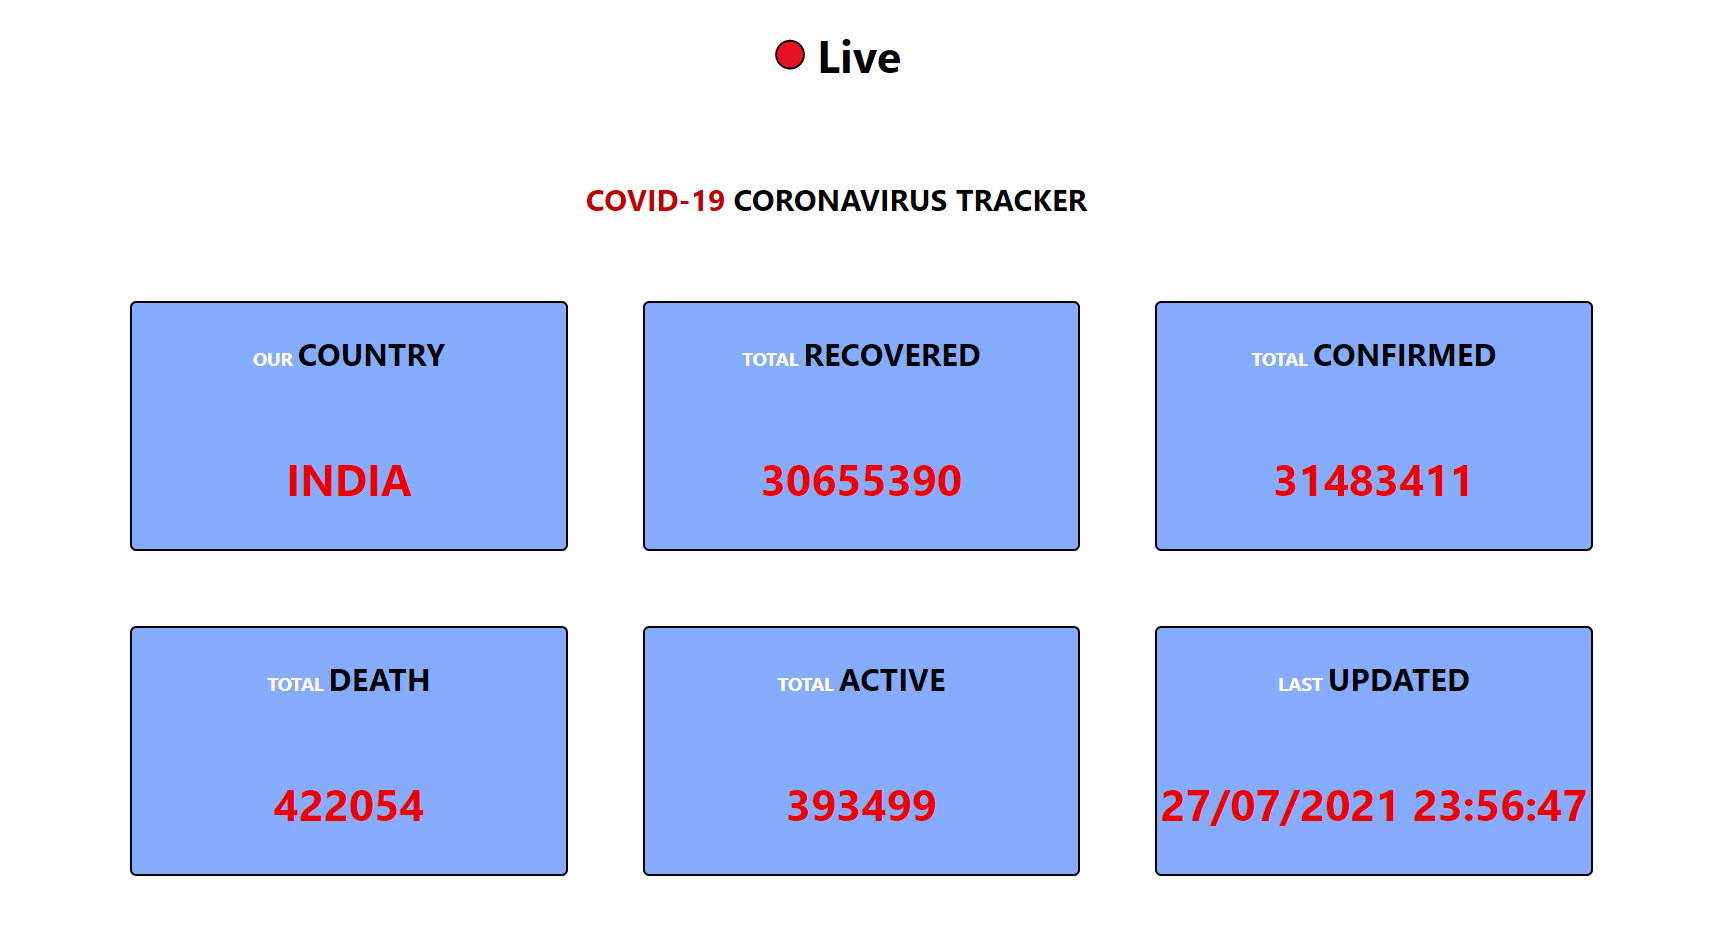 Live
COVID-19 CORONAVIRUS TRACKER
OUR COUNTRY
INDIA
TOTAL RECOVERED
30655390
TOTAL CONFIRMED
31483411
TOTAL DEATH
422054
TOTAL ACTIVE
393499
LAST UPDATED
27/07/2021 23:56:47